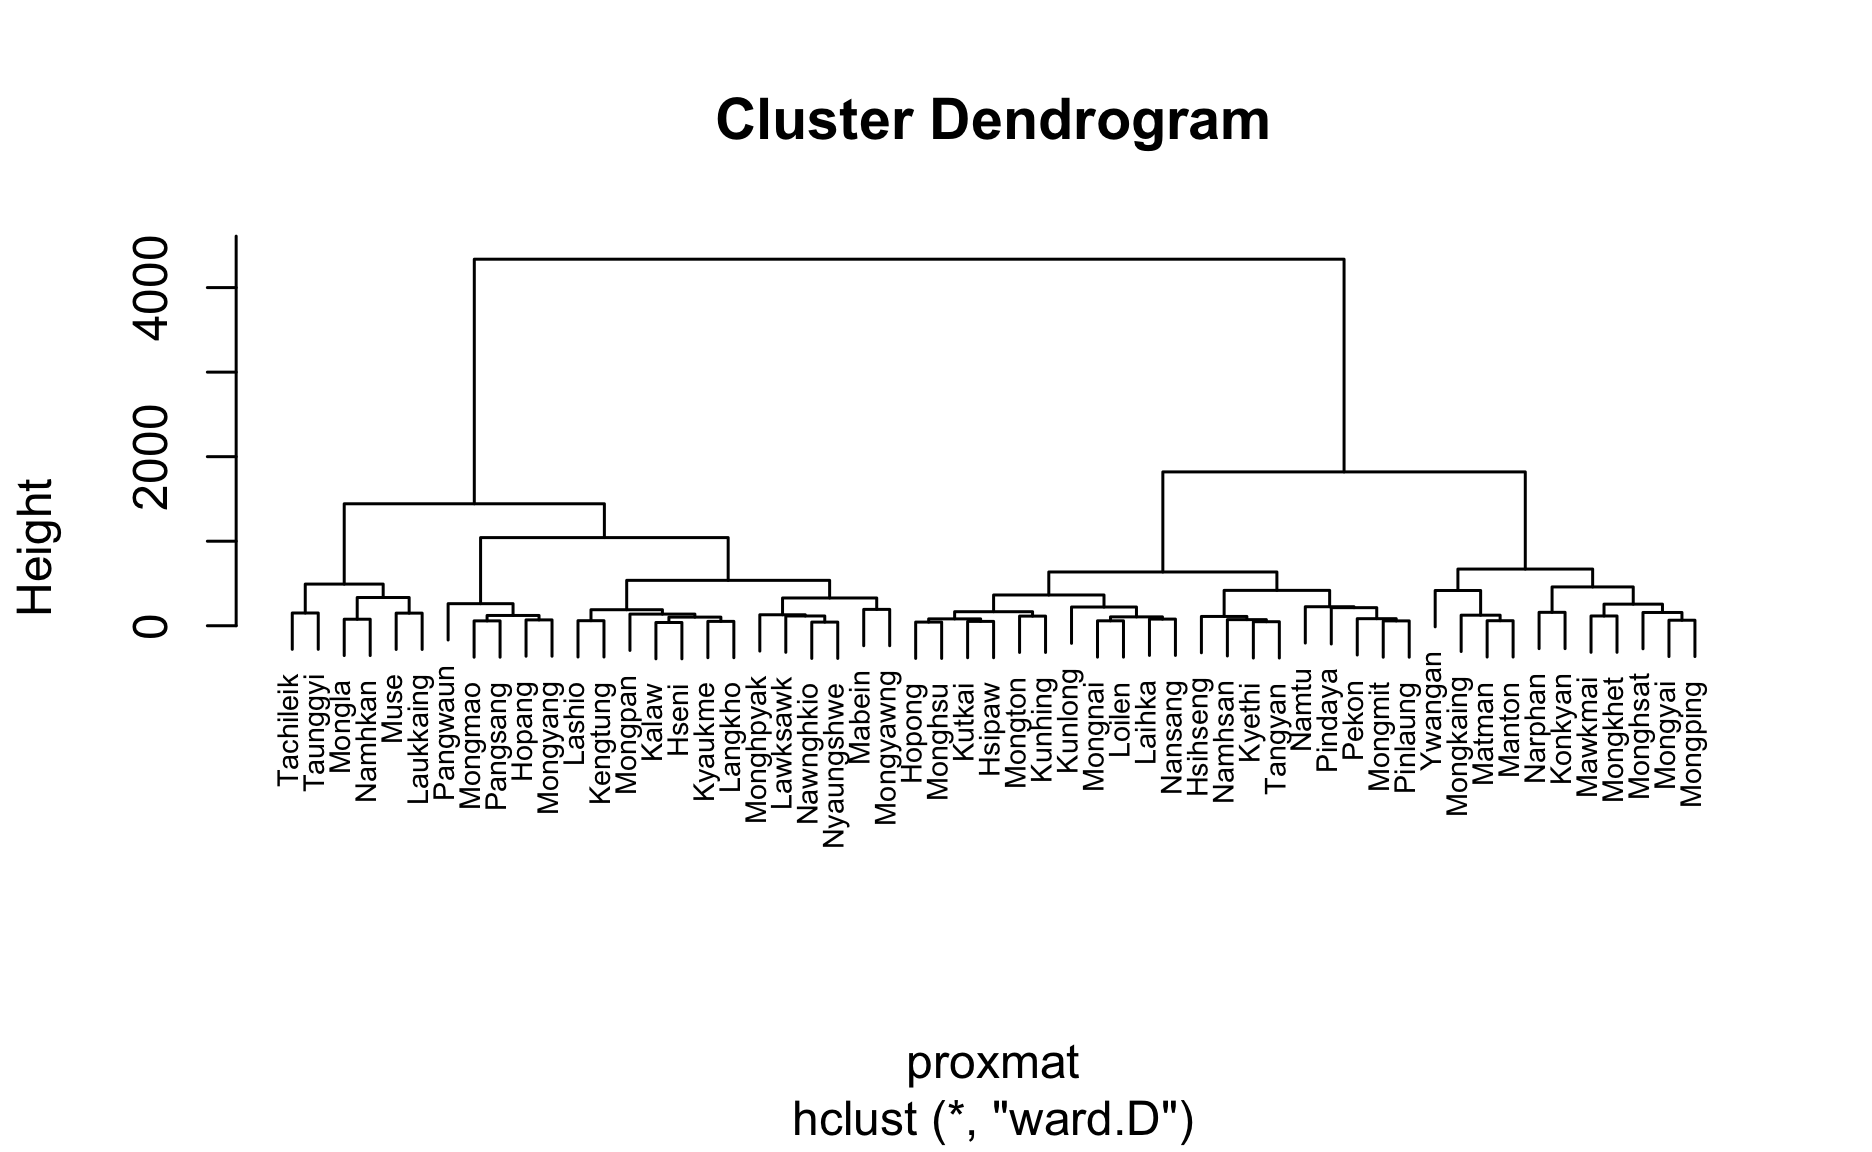 Cluster Dendrogram
Height
0 2000 4000
Tachileik
Taunggyi
Mongla
Namhkan
Muse
Laukkaing
Pangwaun
Mongmao
Pangsang
Hopang
Mongyang
Lashio
Kengtung
Mongpan
Kalaw
Hseni
Kyaukme
Langkho
Monghpyak
Lawksawk
Nawnghkio
Nyaungshwe
Mabein
Mongyawng
Hopong
Monghsu
Kutkai
Hsipaw
Mongton
Kunhing
Kunlong
Mongnai
Loilen
Laihka
Nansang
Hsihseng
Namhsan
Kyethi
Tangyan
Namtu
Pindaya
Pekon
Mongmit
Pinlaung
Ywangan
Mongkaing
Matman
Manton
Narphan
Konkyan
Mawkmai
Mongkhet
Monghsat
Mongyai
Mongping
proxmat
hclust (*, "ward.D")